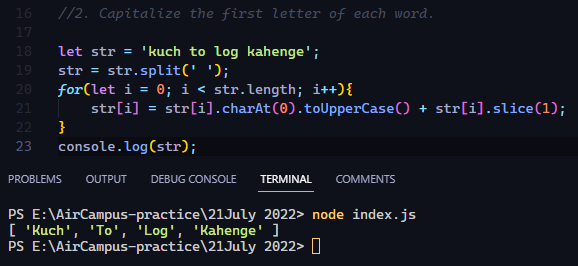 16 //2. Capitalize the first letter of each word.
17
18 let str = 'kuch to log kahenge';
19 str = str.split(' ');
20 for(let i = 0; i < str.length; i++){
21 str[i] = str[i].charAt(0).toUpperCase() + str[i].slice(1);
22 }
23 console.log(str);
PROBLEMS OUTPUT DEBUG CONSOLE TERMINAL COMMENTS
PS E:\AirCampus-practice\21July 2022> node index.js
[ 'Kuch', 'To', 'Log', 'Kahenge' ]
PS E:\AirCampus-practice\21July 2022>